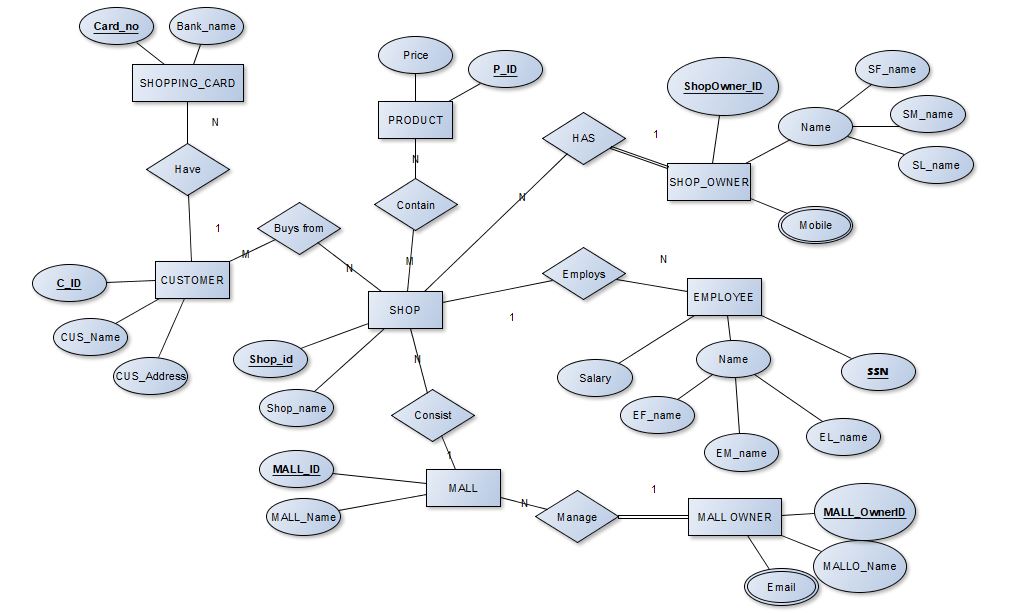 Card_no
Bank_name
SHOPPING_CARD
N
Have
1
Price
P_ID
PRODUCT
N
Contain
M
HAS
1
N
ShopOwner_ID
SHOP_OWNER
Name
SF_name
SM_name
SL_name
Mobile
Buys from
M
N
CUSTOMER
C_ID
CUS_Name
CUS_Address
SHOP
Shop_id
Shop_name
Employs
N
1
EMPLOYEE
Salary
Name
EF_name
EM_name
EL_name
SSN
N
Consist
1
MALL_ID
MALL_Name
MALL
N
Manage
1
MALL OWNER
MALL_OwnerID
MALLO_Name
Email